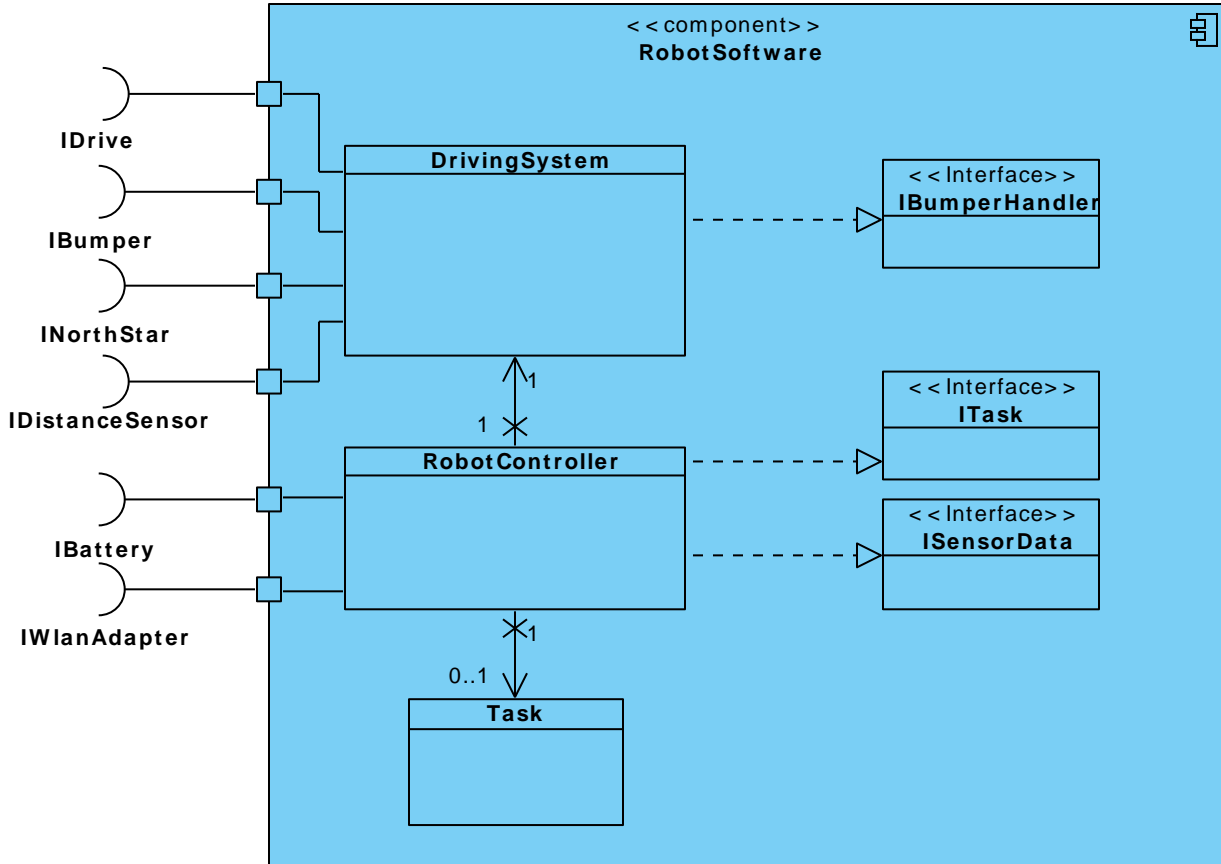 <<component>>
RobotSoftware
IDrive
IBumper
INorthStar
IDistanceSensor
IBattery
IWlanAdapter
DrivingSystem
<<Interface>>
IBumperHandler
1
1
RobotController
<<Interface>>
ITask
<<Interface>>
ISensorData
1
0..1
Task